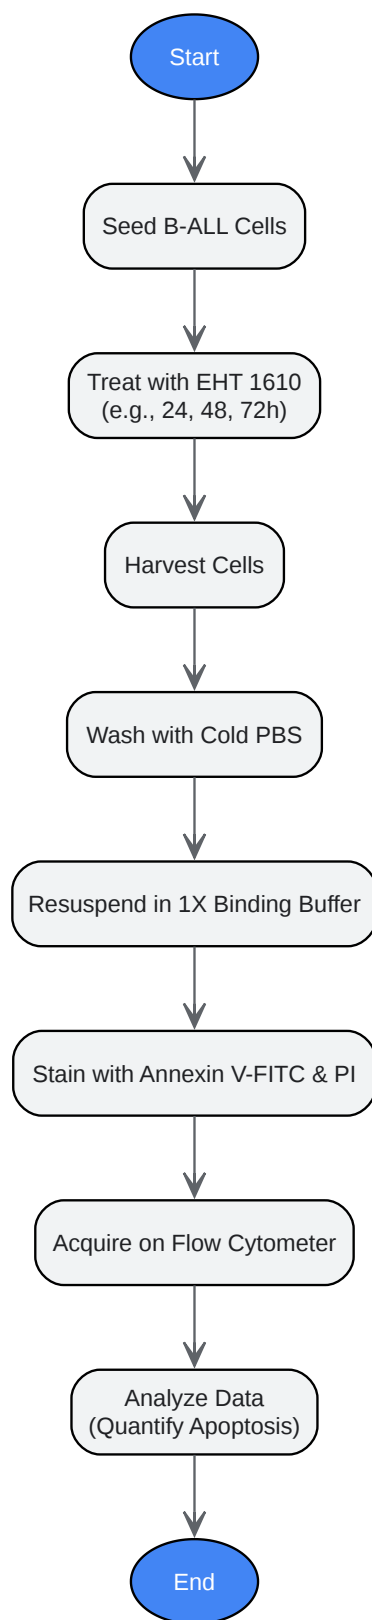 Start
Seed B-ALL Cells
Treat with EHT 1610
(e.g., 24, 48, 72h)
Harvest Cells
Wash with Cold PBS
Resuspend in 1X Binding Buffer
Stain with Annexin V-FITC & PI
Acquire on Flow Cytometer
Analyze Data
(Quantify Apoptosis)
End